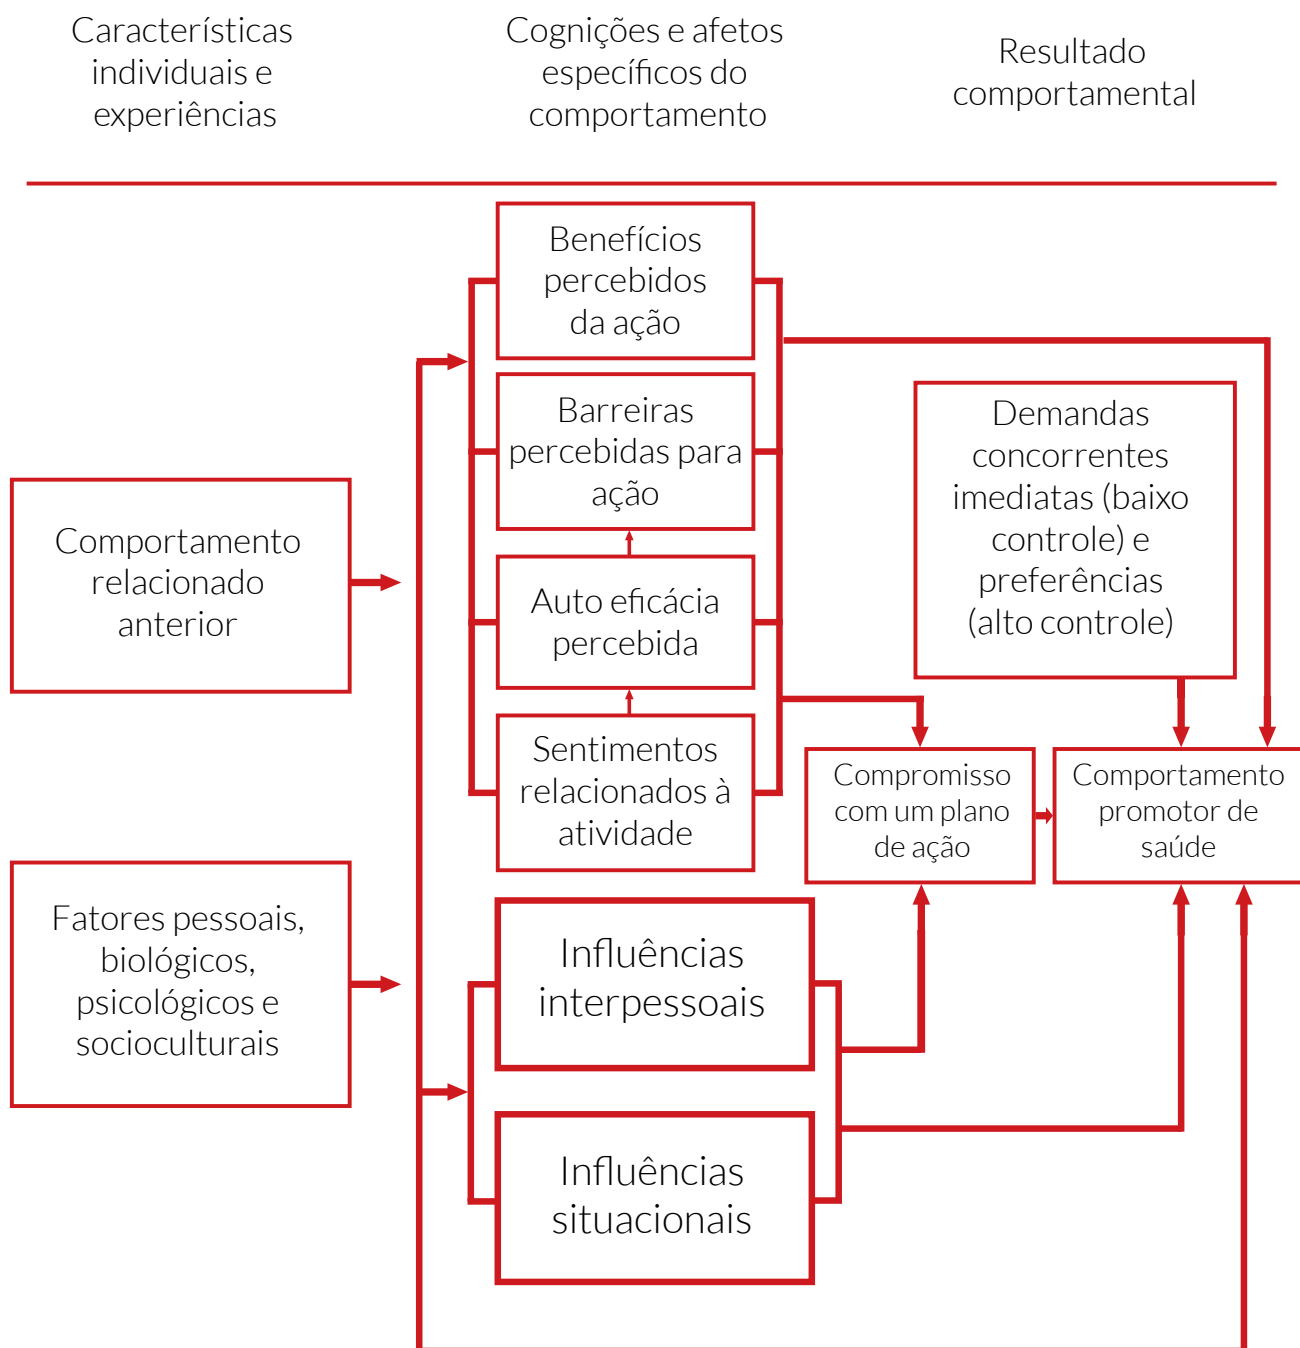 Características
individuais e
experiências
Cognições e afetos
específicos do
comportamento
Resultado
comportamental
Benefícios
percebidos
da ação
Barreiras
percebidas para
ação
Auto eficácia
percebida
Sentimentos
relacionados à
atividade
Comportamento
relacionado
anterior
Fatores pessoais,
biológicos,
psicológicos e
socioculturais
Influências
interpessoais
Influências
situacionais
Demandas
concorrentes
imediatas (baixo
controle) e
preferências
(alto controle)
Compromisso
com um plano
de ação
Comportamento
promotor de
saúde